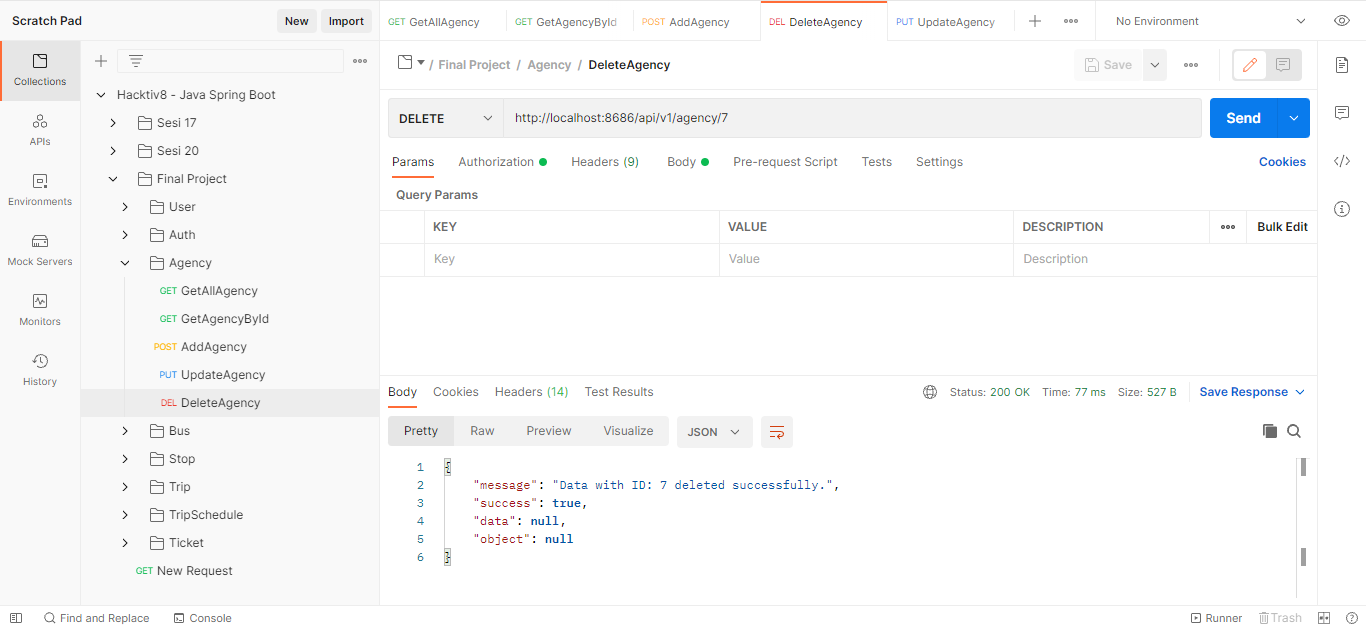 Scratch Pad
New
Import
GET GetAllAgency
GET GetAgencyById
POST AddAgency
DEL DeleteAgency
PUT UpdateAgency
No Environment
Collections
APIs
Environments
Mock Servers
Monitors
History
Hacktiv8 - Java Spring Boot
Sesi 17
Sesi 20
Final Project
User
Auth
Agency
GET GetAllAgency
GET GetAgencyById
POST AddAgency
PUT UpdateAgency
DEL DeleteAgency
Bus
Stop
Trip
TripSchedule
Ticket
GET New Request
/ Final Project / Agency / DeleteAgency
Save
DELETE
http://localhost:8686/api/v1/agency/7
Send
Params
Authorization
Headers (9)
Body
Pre-request Script
Tests
Settings
Cookies
Query Params
KEY
VALUE
DESCRIPTION
Bulk Edit
Key
Value
Description
Body
Cookies
Headers (14)
Test Results
Status: 200 OK
Time: 77 ms
Size: 527 B
Save Response
Pretty
Raw
Preview
Visualize
JSON
1 {
2 "message": "Data with ID: 7 deleted successfully.",
3 "success": true,
4 "data": null,
5 "object": null
6 }
Find and Replace
Console
Runner
Trash